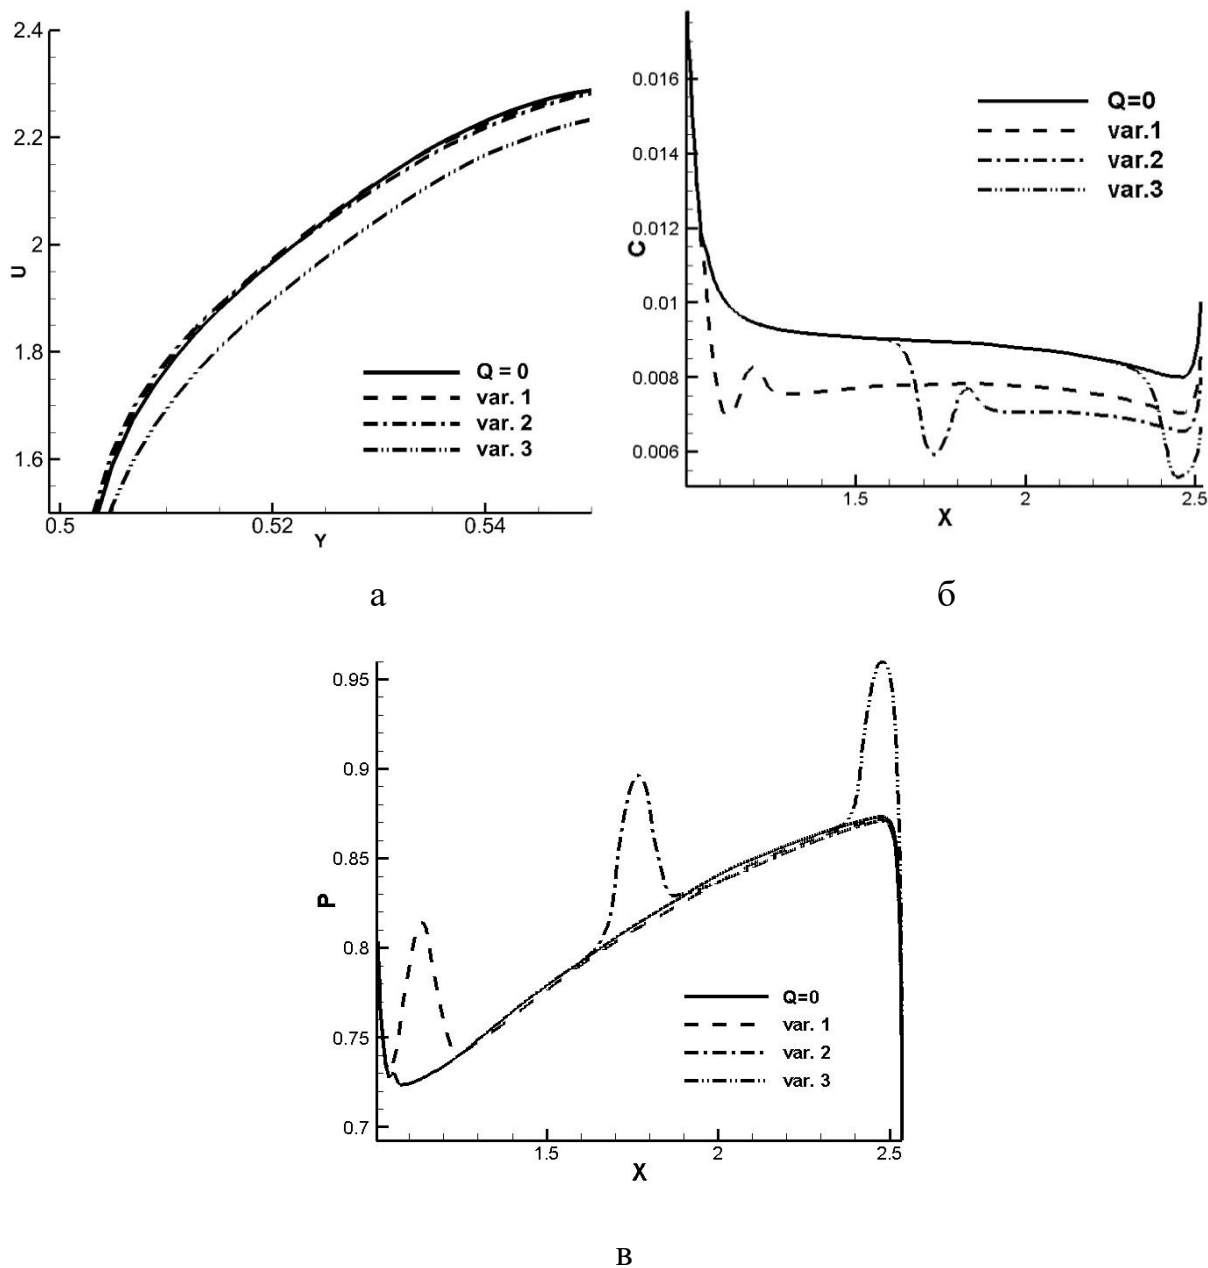 2.4
2.2
2
1.8
1.6
U
0.5
0.52
0.54
Y
Q = 0
var. 1
var. 2
var. 3
а
0.016
0.014
0.012
0.01
0.008
0.006
C
1.5
2
2.5
X
Q=0
var.1
var.2
var.3
б
0.95
0.9
0.85
0.8
0.75
0.7
P
1.5
2
2.5
X
Q=0
var. 1
var. 2
var. 3
в